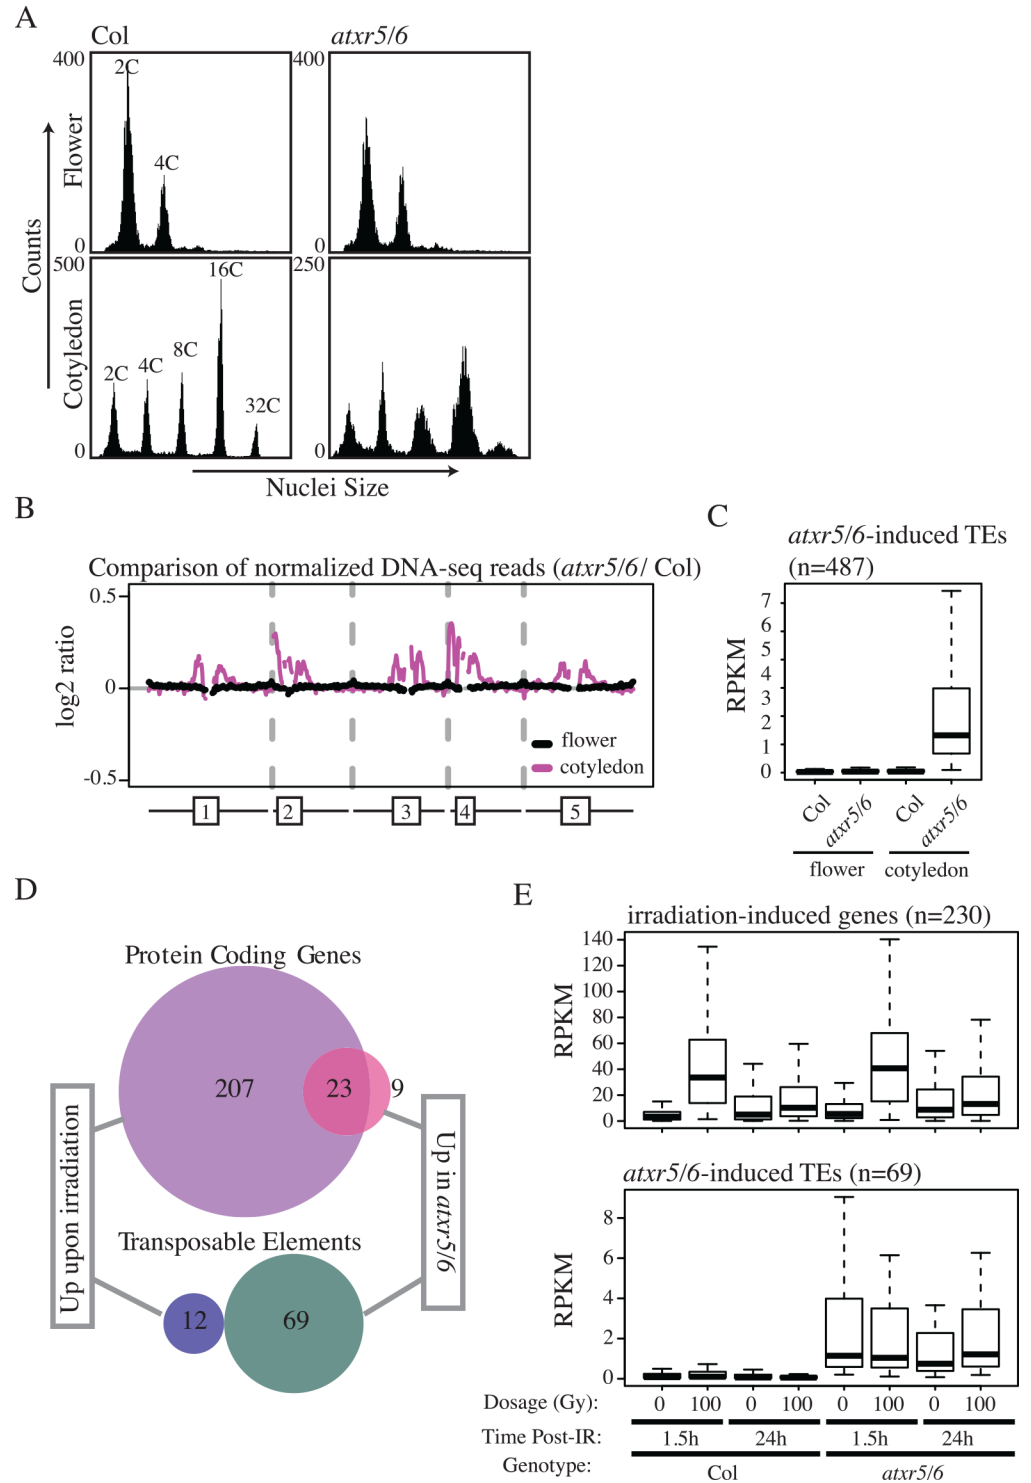 A
Col
atxr5/6
400
2C
4C
0
400
0
Flower
Counts
500
2C
4C
8C
16C
32C
0
250
0
Cotyledon
Nuclei Size
B
Comparison of normalized DNA-seq reads (atxr5/6/ Col)
0.5
0
-0.5
log2 ratio
flower
cotyledon
1
2
3
4
5
C
atxr5/6-induced TEs
(n=487)
7
6
5
4
3
2
1
0
RPKM
Col
atxr5/6
Col
atxr5/6
flower
cotyledon
D
Protein Coding Genes
207
23
9
Up upon irradiation
Up in atxr5/6
Transposable Elements
12
69
E
irradiation-induced genes (n=230)
140
120
100
80
60
40
20
0
RPKM
atxr5/6-induced TEs (n=69)
8
6
4
2
0
RPKM
Dosage (Gy): 0 100 0 100 0 100 0 100
Time Post-IR: 1.5h 24h 1.5h 24h
Genotype: Col atxr5/6